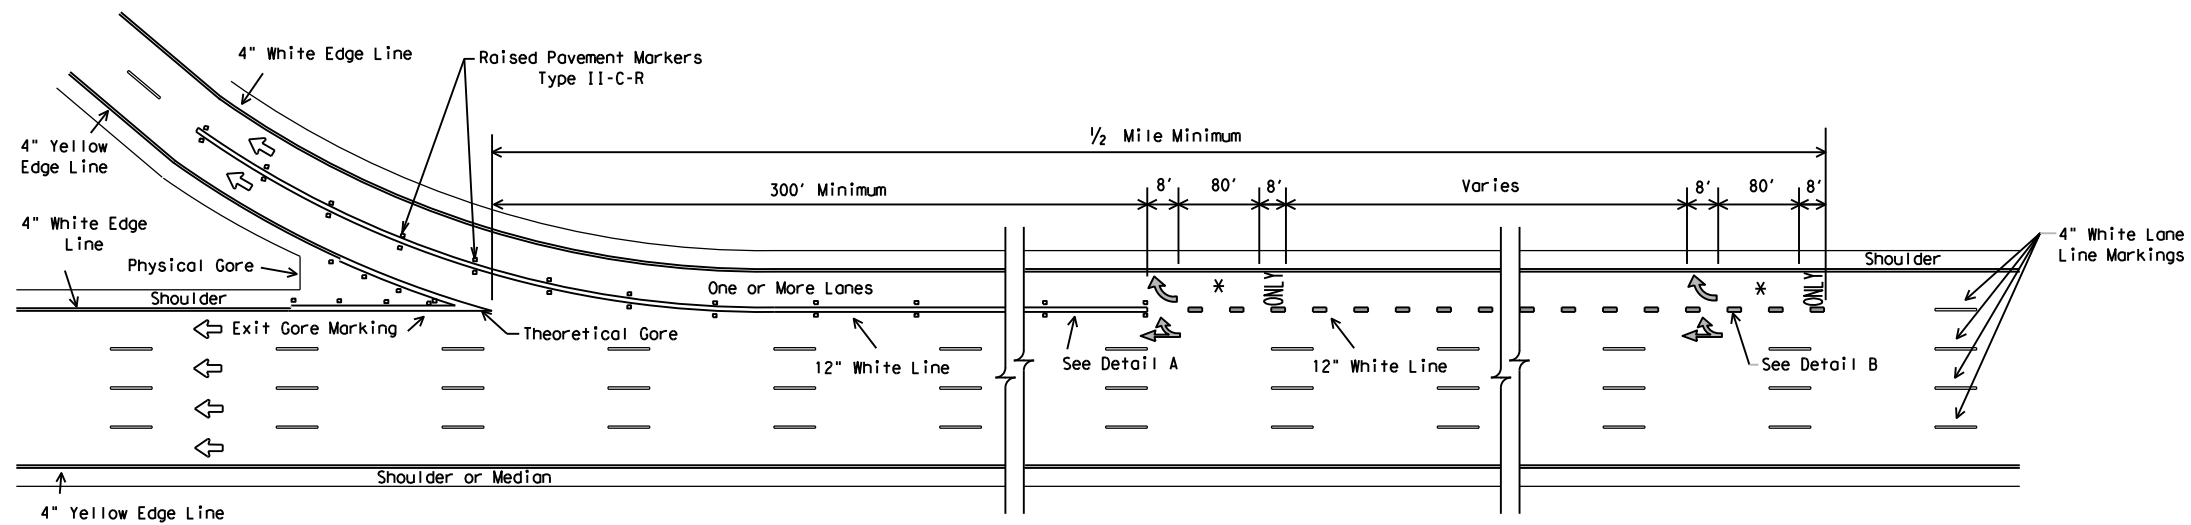 4" White Edge Line
Raised Pavement Markers
Type II-C-R
½ Mile Minimum
4" Yellow
Edge Line
300' Minimum
8'
80'
8'
Varies
8'
80'
8'
4" White Edge
Line
4" White Lane
Line Markings
Physical Gore
Shoulder
Shoulder
One or More Lanes
*
ONLY
*
ONLY
Exit Gore Marking
Theoretical Gore
12" White Line
See Detail A
12" White Line
See Detail B
Shoulder or Median
4" Yellow Edge Line